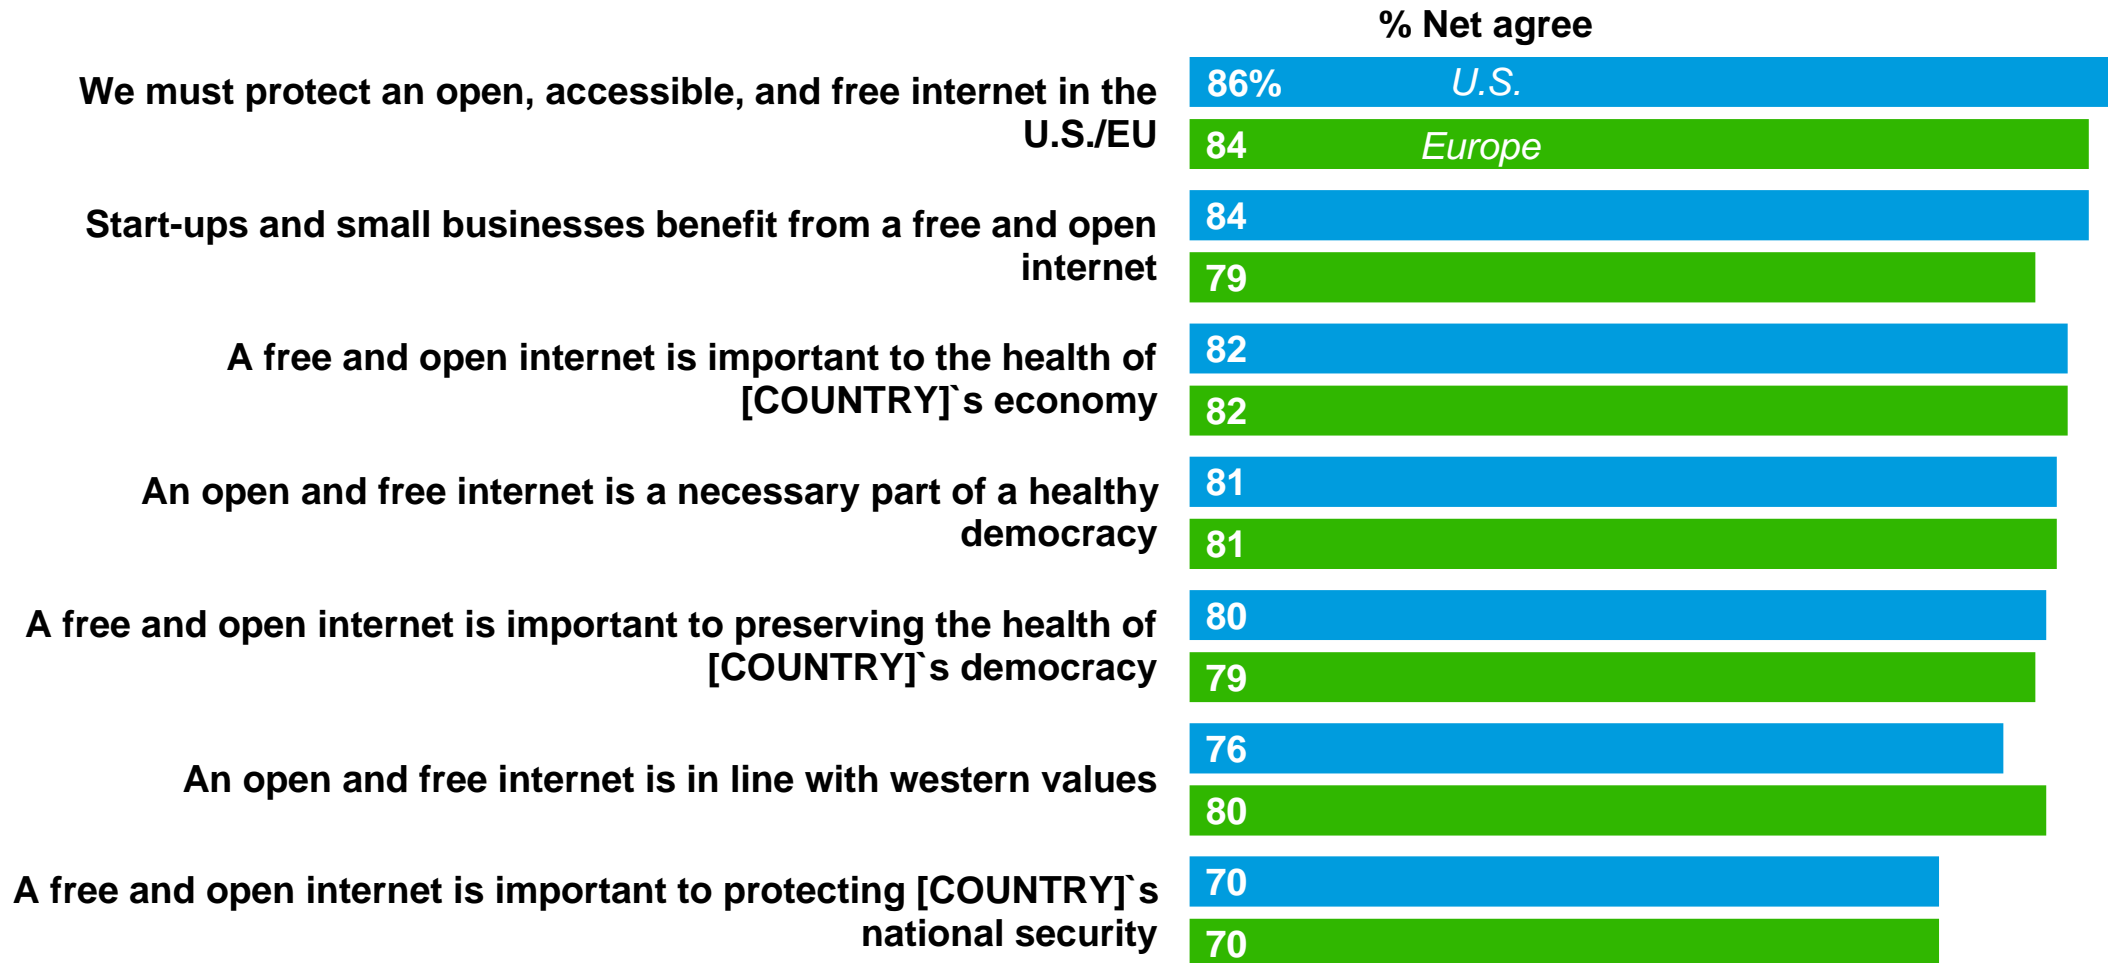 % Net agree
We must protect an open, accessible, and free internet in the
U.S./EU
86% U.S.
84 Europe
Start-ups and small businesses benefit from a free and open
internet
84
79
A free and open internet is important to the health of
[COUNTRY]`s economy
82
82
An open and free internet is a necessary part of a healthy
democracy
81
81
A free and open internet is important to preserving the health of
[COUNTRY]`s democracy
80
79
An open and free internet is in line with western values
76
80
A free and open internet is important to protecting [COUNTRY]`s
national security
70
70